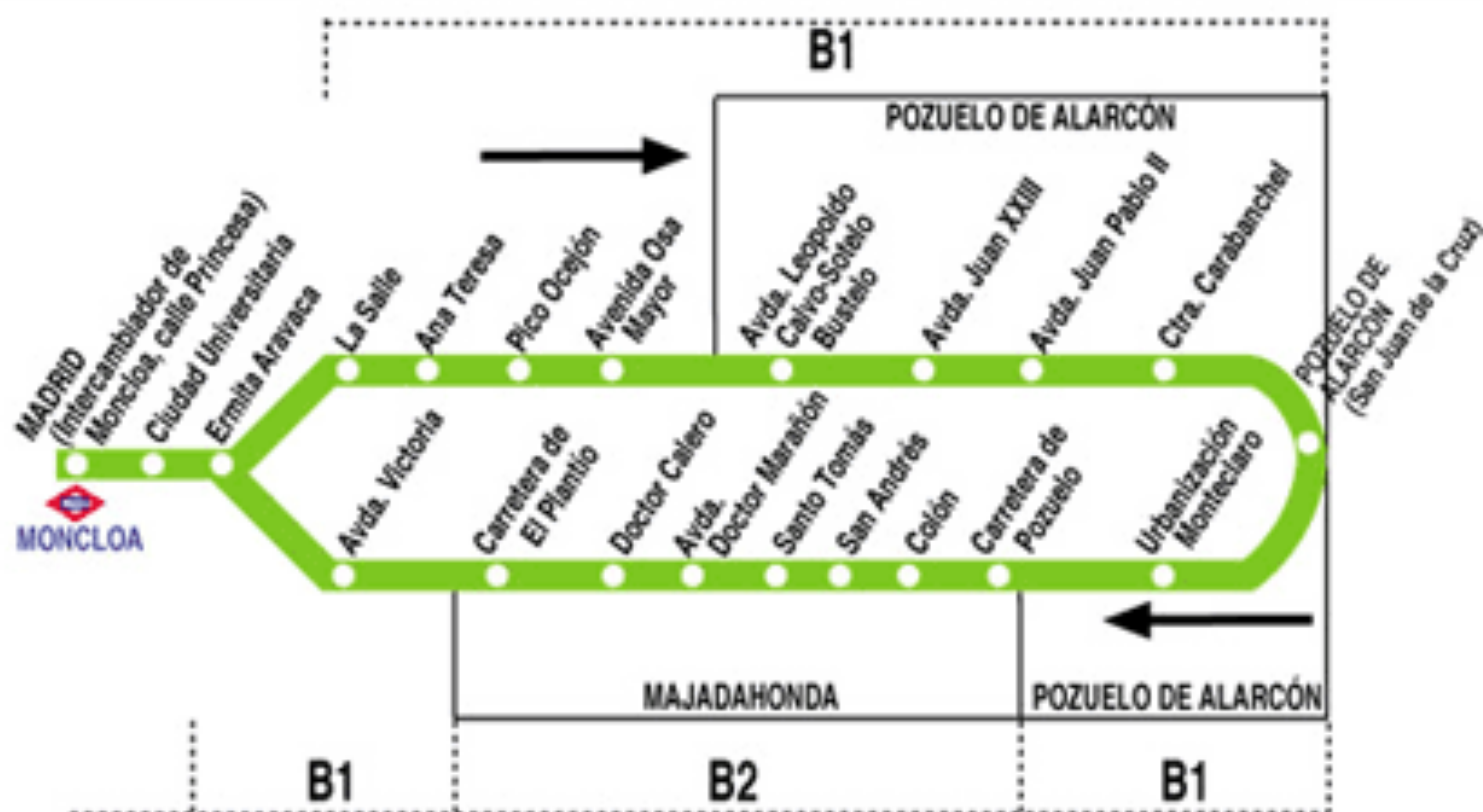 B1
POZUELO DE ALARCÓN
MADRID
(Intercambiador de
Moncloa, calle Princesa)
Ciudad Universitaria
Ermita Aravaca
La Salle
Ana Teresa
Pico Ocejón
Avenida Osa
Mayor
Avda. Leopoldo
Calvo-Sotelo
Bustelo
Avda. Juan XXIII
Avda. Juan Pablo II
Ctra. Carabanchel
POZUELO DE
ALARCÓN
(San Juan de la Cruz)
MONCLOA
Avda. Victoria
Carretera de
El Plantío
Doctor Calero
Avda.
Doctor Marañón
Santo Tomás
San Andrés
Colón
Carretera de
Pozuelo
Urbanización
Monteclaro
MAJADAHONDA
POZUELO DE ALARCÓN
B1
B2
B1